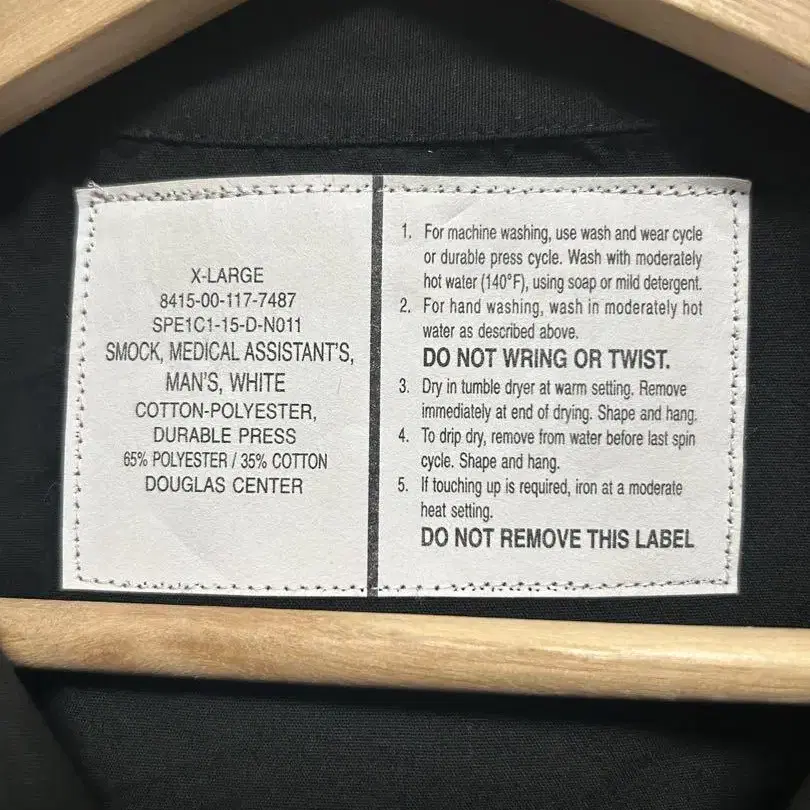 X-LARGE
8415-00-117-7487
SPE1C1-15-D-N011
SMOCK, MEDICAL ASSISTANT'S,
MAN'S, WHITE
COTTON-POLYESTER,
DURABLE PRESS
65% POLYESTER / 35% COTTON
DOUGLAS CENTER
1. For machine washing, use wash and wear cycle
or durable press cycle. Wash with moderately
hot water (140°F), using soap or mild detergent.
2. For hand washing, wash in moderately hot
water as described above.
DO NOT WRING OR TWIST.
3. Dry in tumble dryer at warm setting. Remove
immediately at end of drying. Shape and hang.
4. To drip dry, remove from water before last spin
cycle. Shape and hang.
5. If touching up is required, iron at a moderate
heat setting.
DO NOT REMOVE THIS LABEL